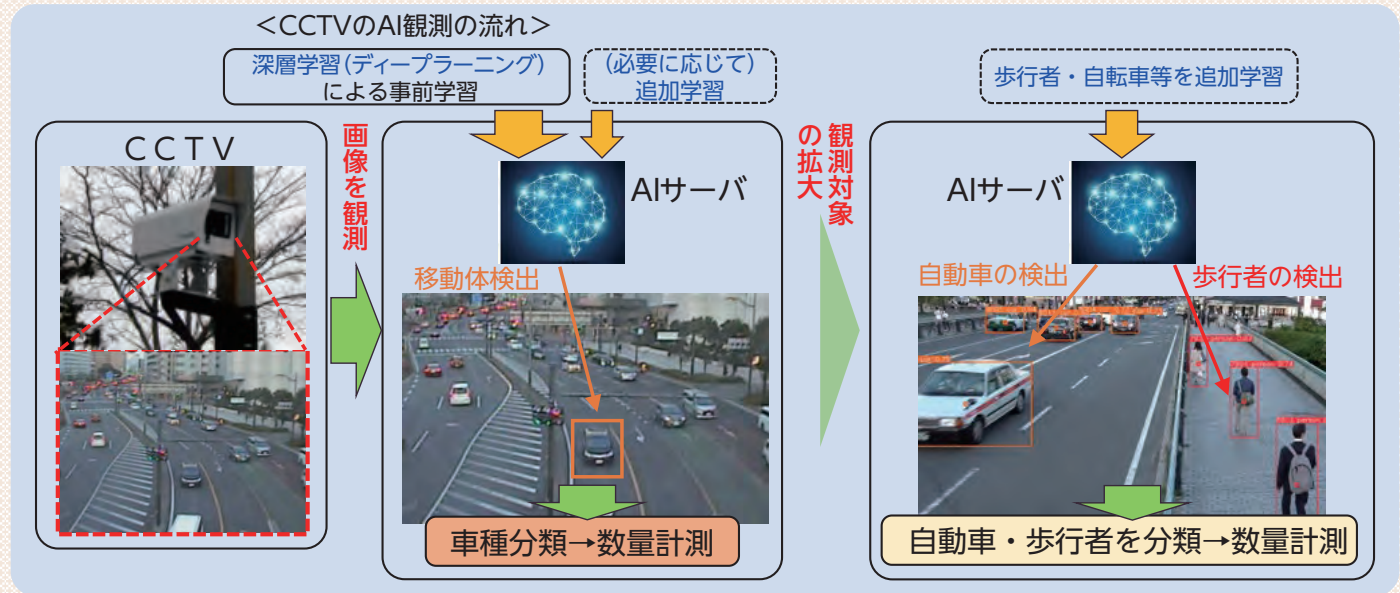 ＜CCTVのAI観測の流れ＞
深層学習(ディープラーニング)
による事前学習
(必要に応じて)
追加学習
歩行者・自転車等を追加学習
CCTV
画像を観測
AIサーバ
移動体検出
車種分類→数量計測
観測対象
の拡大
AIサーバ
自動車の検出
歩行者の検出
自動車・歩行者を分類→数量計測